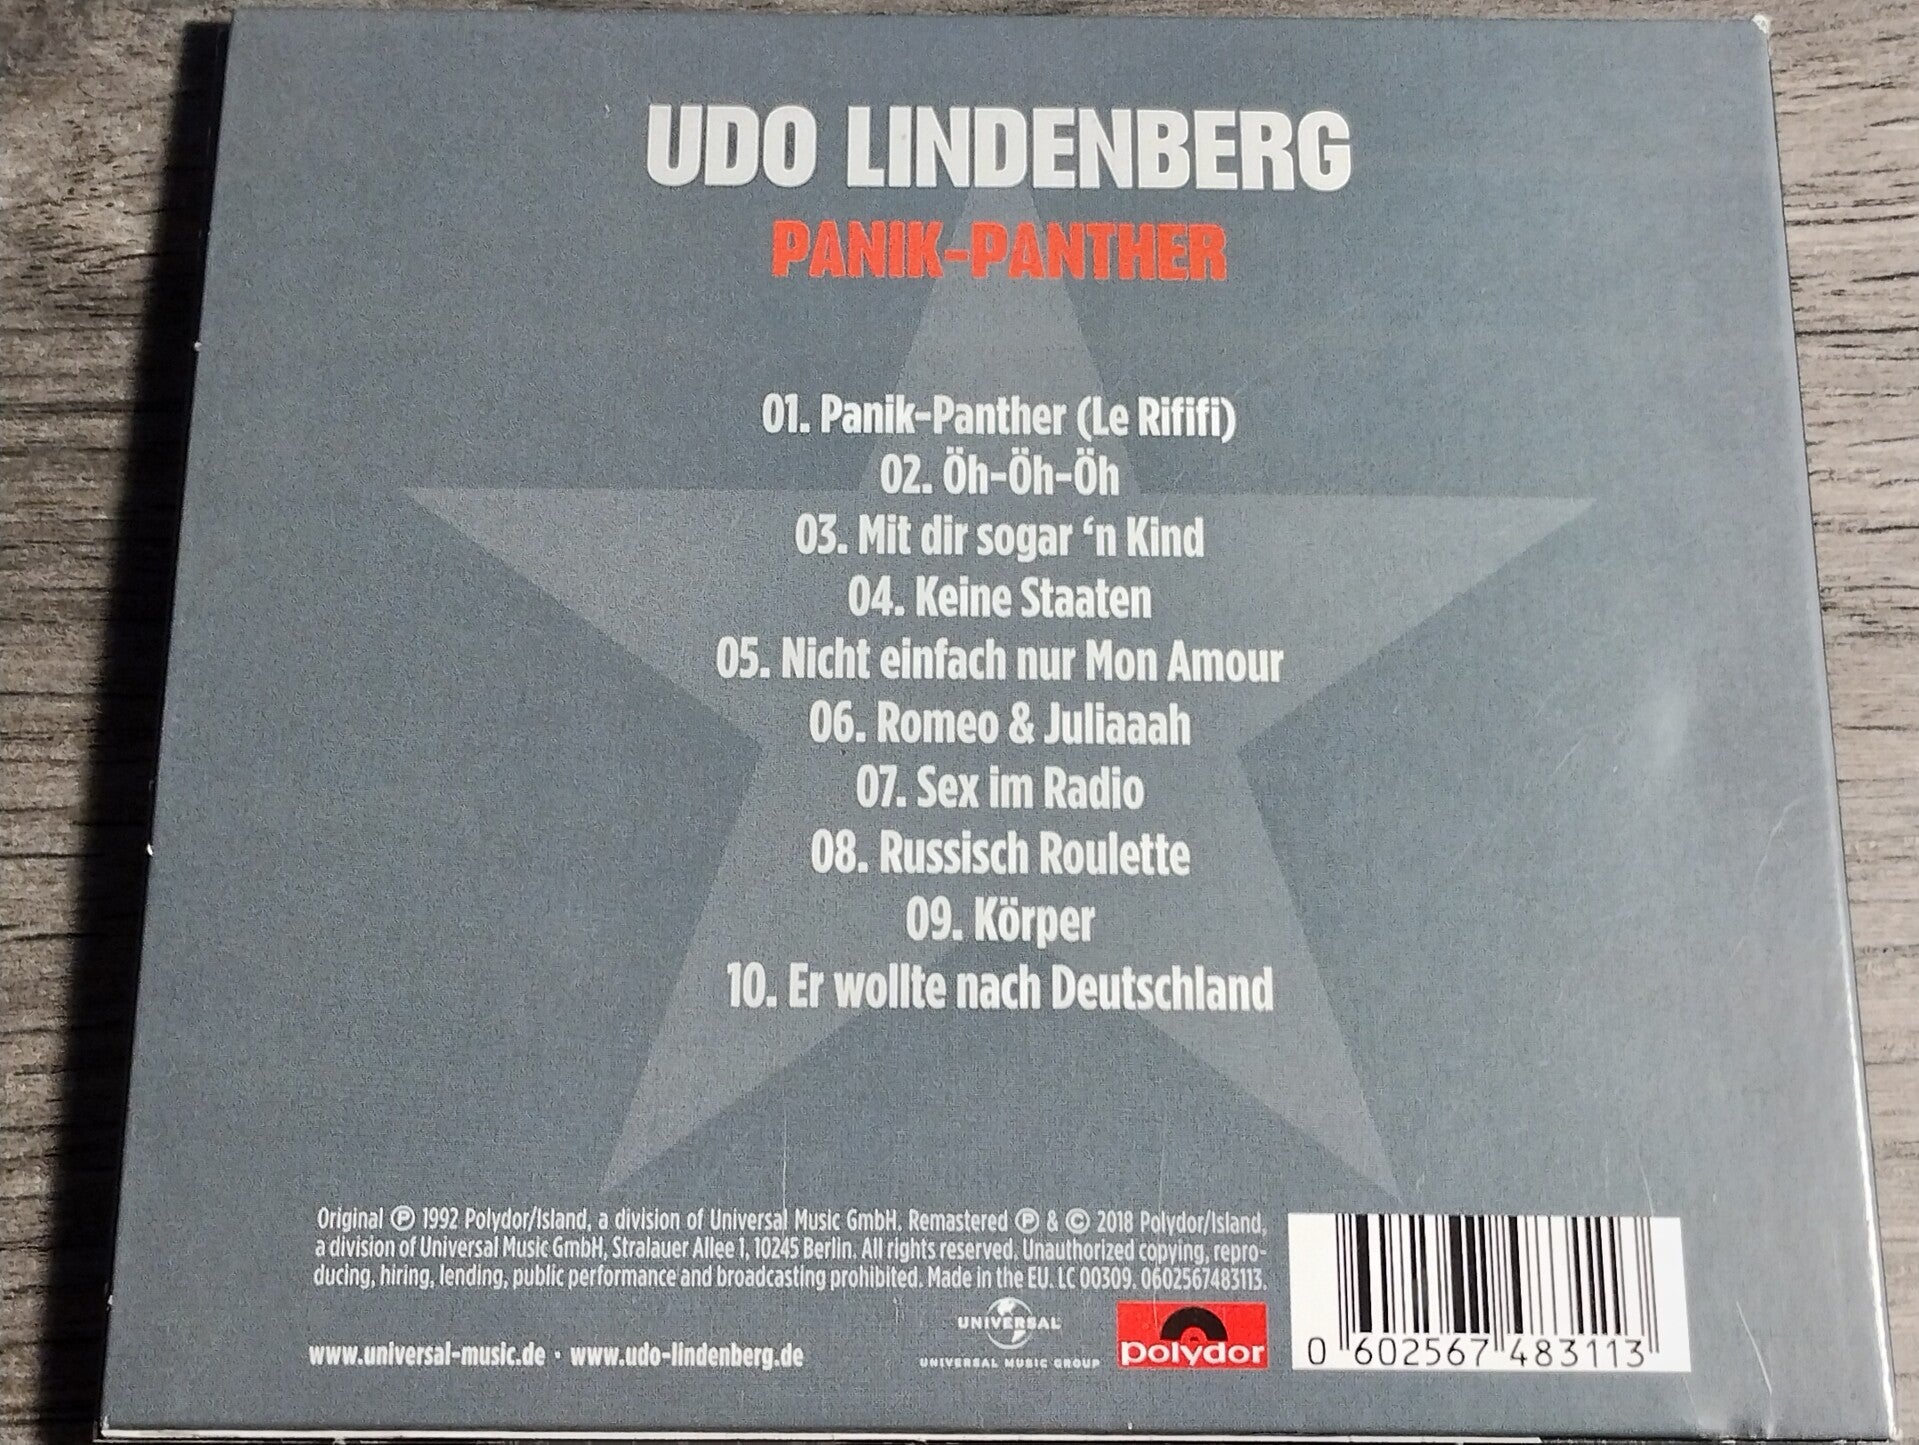 UDO LINDENBERG
PANIK-PANTHER
01. Panik-Panther (Le Rififi)
02. Öh-Öh-Öh
03. Mit dir sogar ‘n Kind
04. Keine Staaten
05. Nicht einfach nur Mon Amour
06. Romeo & Juliaaah
07. Sex im Radio
08. Russisch Roulette
09. Körper
10. Er wollte nach Deutschland
Original ℗ 1992 Polydor/Island, a division of Universal Music GmbH. Remastered ℗ & © 2018 Polydor/Island,
a division of Universal Music GmbH, Stralauer Allee 1, 10245 Berlin. All rights reserved. Unauthorized copying, repro-
ducing, hiring, lending, public performance and broadcasting prohibited. Made in the EU. LC 00309. 0602567483113.
www.universal-music.de · www.udo-lindenberg.de
UNIVERSAL
UNIVERSAL MUSIC GROUP
polydor
0 602567 483113